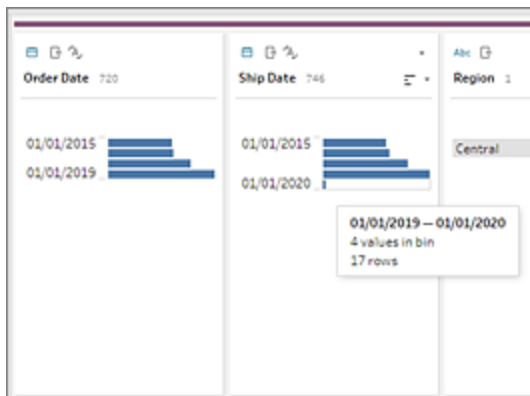 Order Date 720
01/01/2015
01/01/2019
Ship Date 746
01/01/2015
01/01/2020
01/01/2019 — 01/01/2020
4 values in bin
17 rows
Abc
Region 1
Central